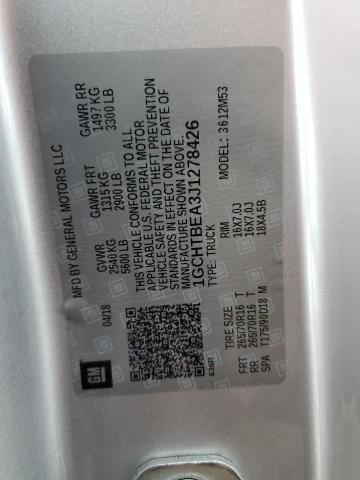 MFD BY GENERAL MOTORS LLC
04/18 GVWR GAWR FRT GAWR RR
2540 KG 1315 KG 1497 KG
5600 LB 2900 LB 3300 LB
THIS VEHICLE CONFORMS TO ALL
APPLICABLE U.S. FEDERAL MOTOR
VEHICLE SAFETY AND THEFT PREVENTION
STANDARDS IN EFFECT ON THE DATE OF
MANUFACTURE SHOWN ABOVE.
1GCHTBEA3J1278426
TYPE: TRUCK MODEL: 3612M53
GM
63GR
TIRE SIZE RIM
FRT 265/70R16 T 16X7.0J
RR 265/70R16 T 16X7.0J
SPA T175/90D18 M 18X4.5B